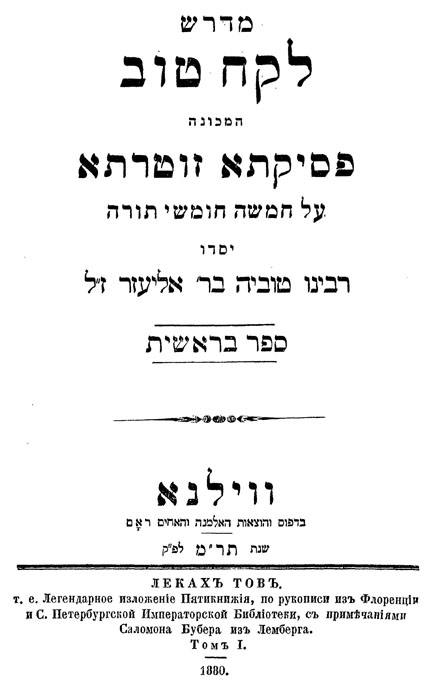 מדרש
לקח טוב
המכונה
פסיקתא זוטרתא
על חמשה חומשי תורה
יסדו
רבינו טוביה בר׳ אליעזר ז״ל
ספר בראשית
ווילנא
בדפוס והוצאות האלמנה והאחים ראָם
שנת תר׳מ לפ״ק
ЛЕКАХЪ ТОВЪ.
т. е. Легендарное изложеніе Пятикнижія, по рукописи изъ Флоренціи
и С. Петербургской Императорской Библіотеки, съ примѣчаніями
Саломона Бубера изъ Лемберга.
Томъ I.
1880.